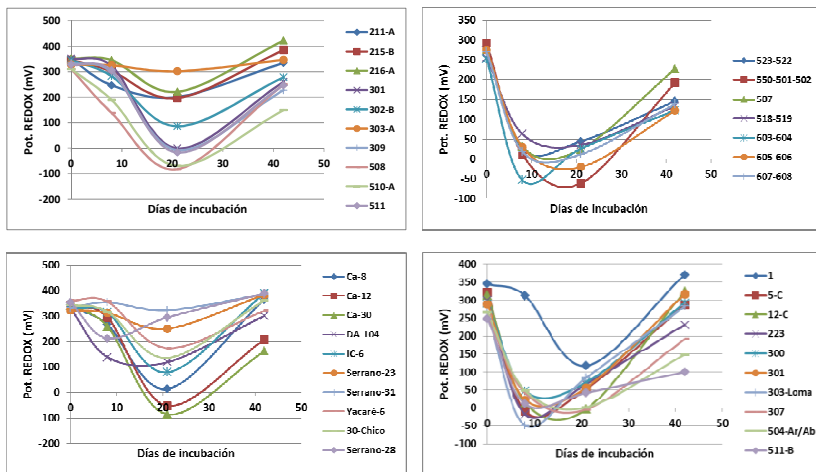 Pot. REDOX (mV)
500
400
300
200
100
0
-100
-200
0
10
20
30
40
50
Días de incubación
211-A
215-B
216-A
301
302-B
303-A
309
508
510-A
511
Pot. REDOX (mV)
350
300
250
200
150
100
50
0
-50
-100
0
10
20
30
40
50
Días de Incubación
523-522
550-501-502
507
518-519
603-604
605-606
607-608
Pot. REDOX (mV)
500
400
300
200
100
0
-100
-200
0
10
20
30
40
50
Días de incubación
Ca-8
Ca-12
Ca-30
DA_104
IC-6
Serrano-23
Serrano-31
Yacaré-6
30-Chico
Serrano-28
Pot. REDOX (mV)
400
350
300
250
200
150
100
50
0
-50
-100
0
10
20
30
40
50
Días de incubación
1
5-C
12-C
223
300
301
303-Loma
307
504-Ar/Ab
511-B